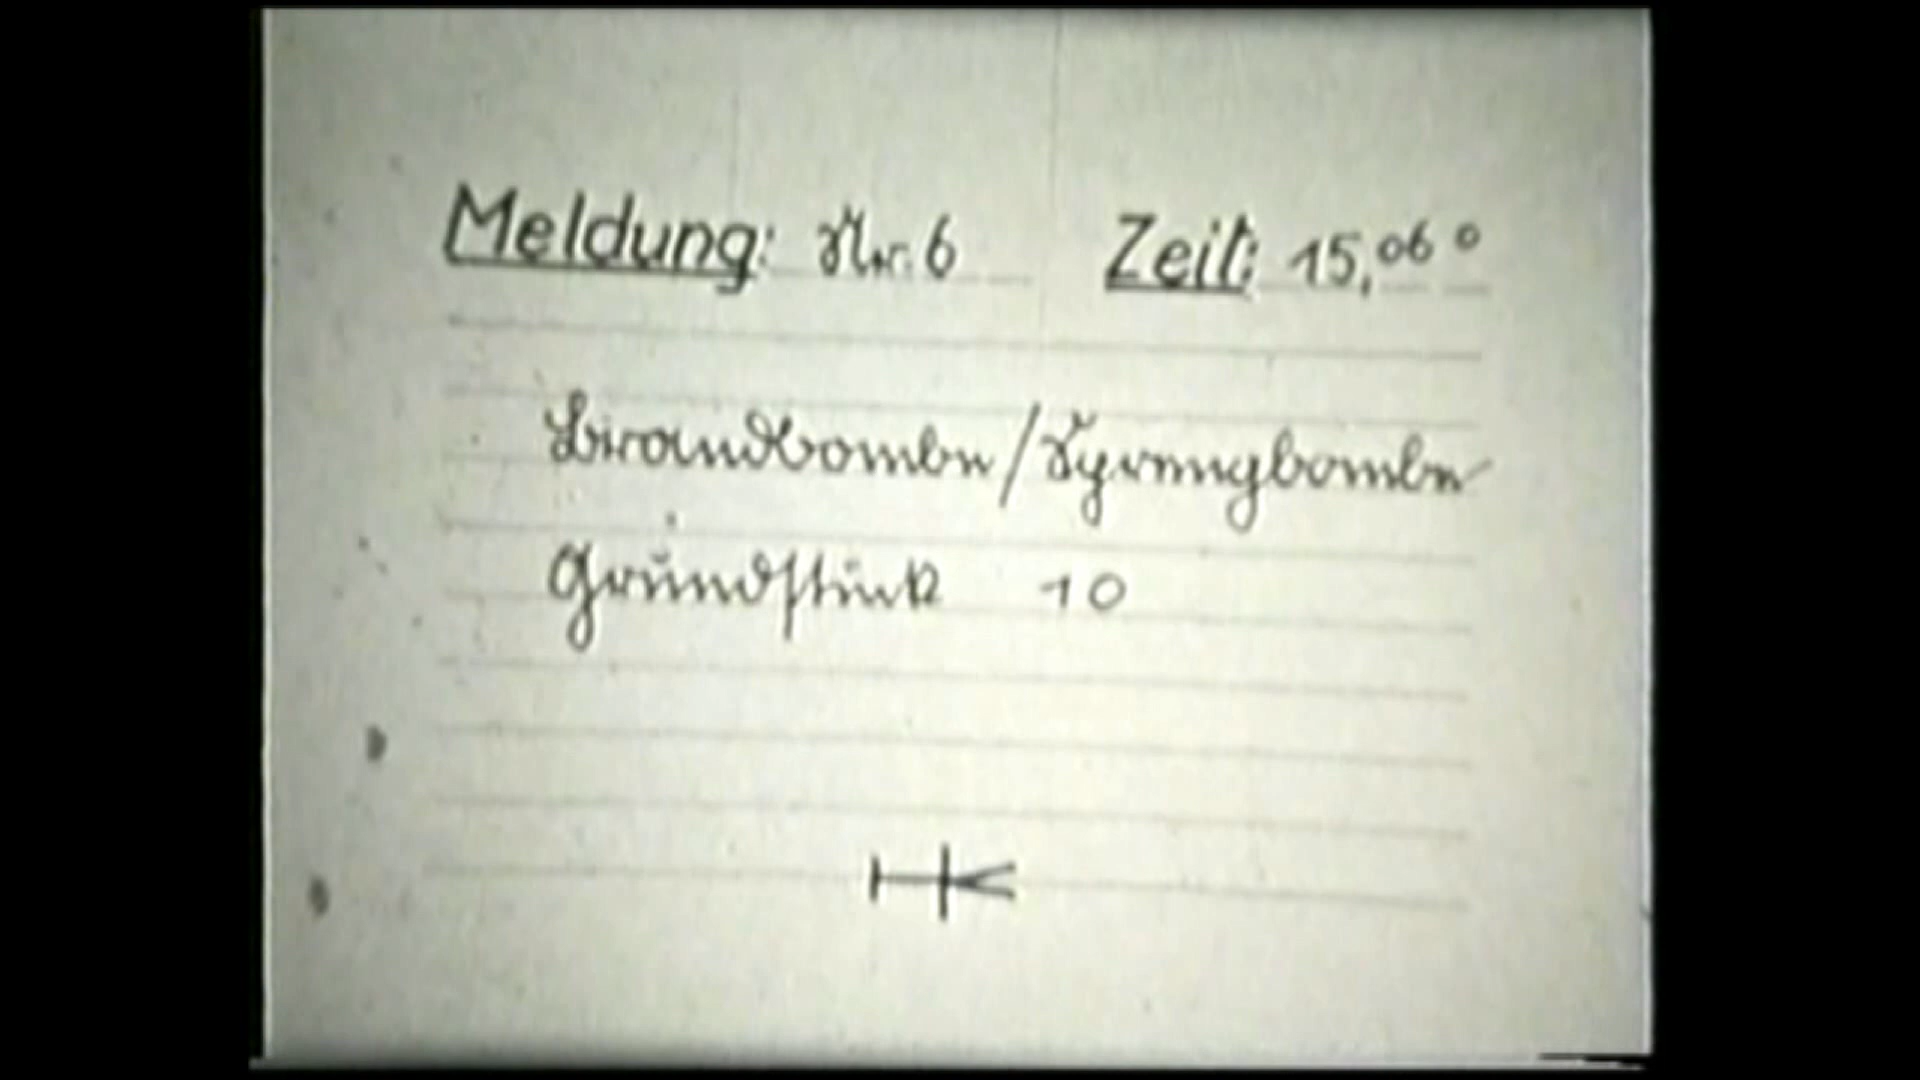 Meldung: Nr. 6 Zeit: 15,06 °
Brandbomben/Sprengbomben
Grundstück 10